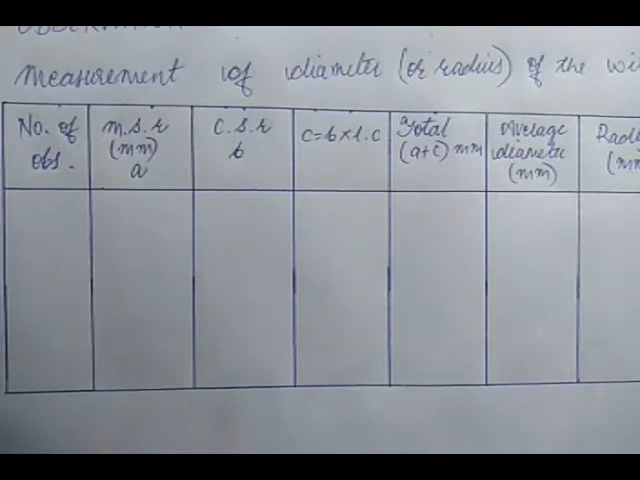 measurement of diameter (or radius) of the
No. of obs.
m.s.r (mm) a
C.s.r b
C=b×l.c
Total (a+c) mm
Average diameter (mm)